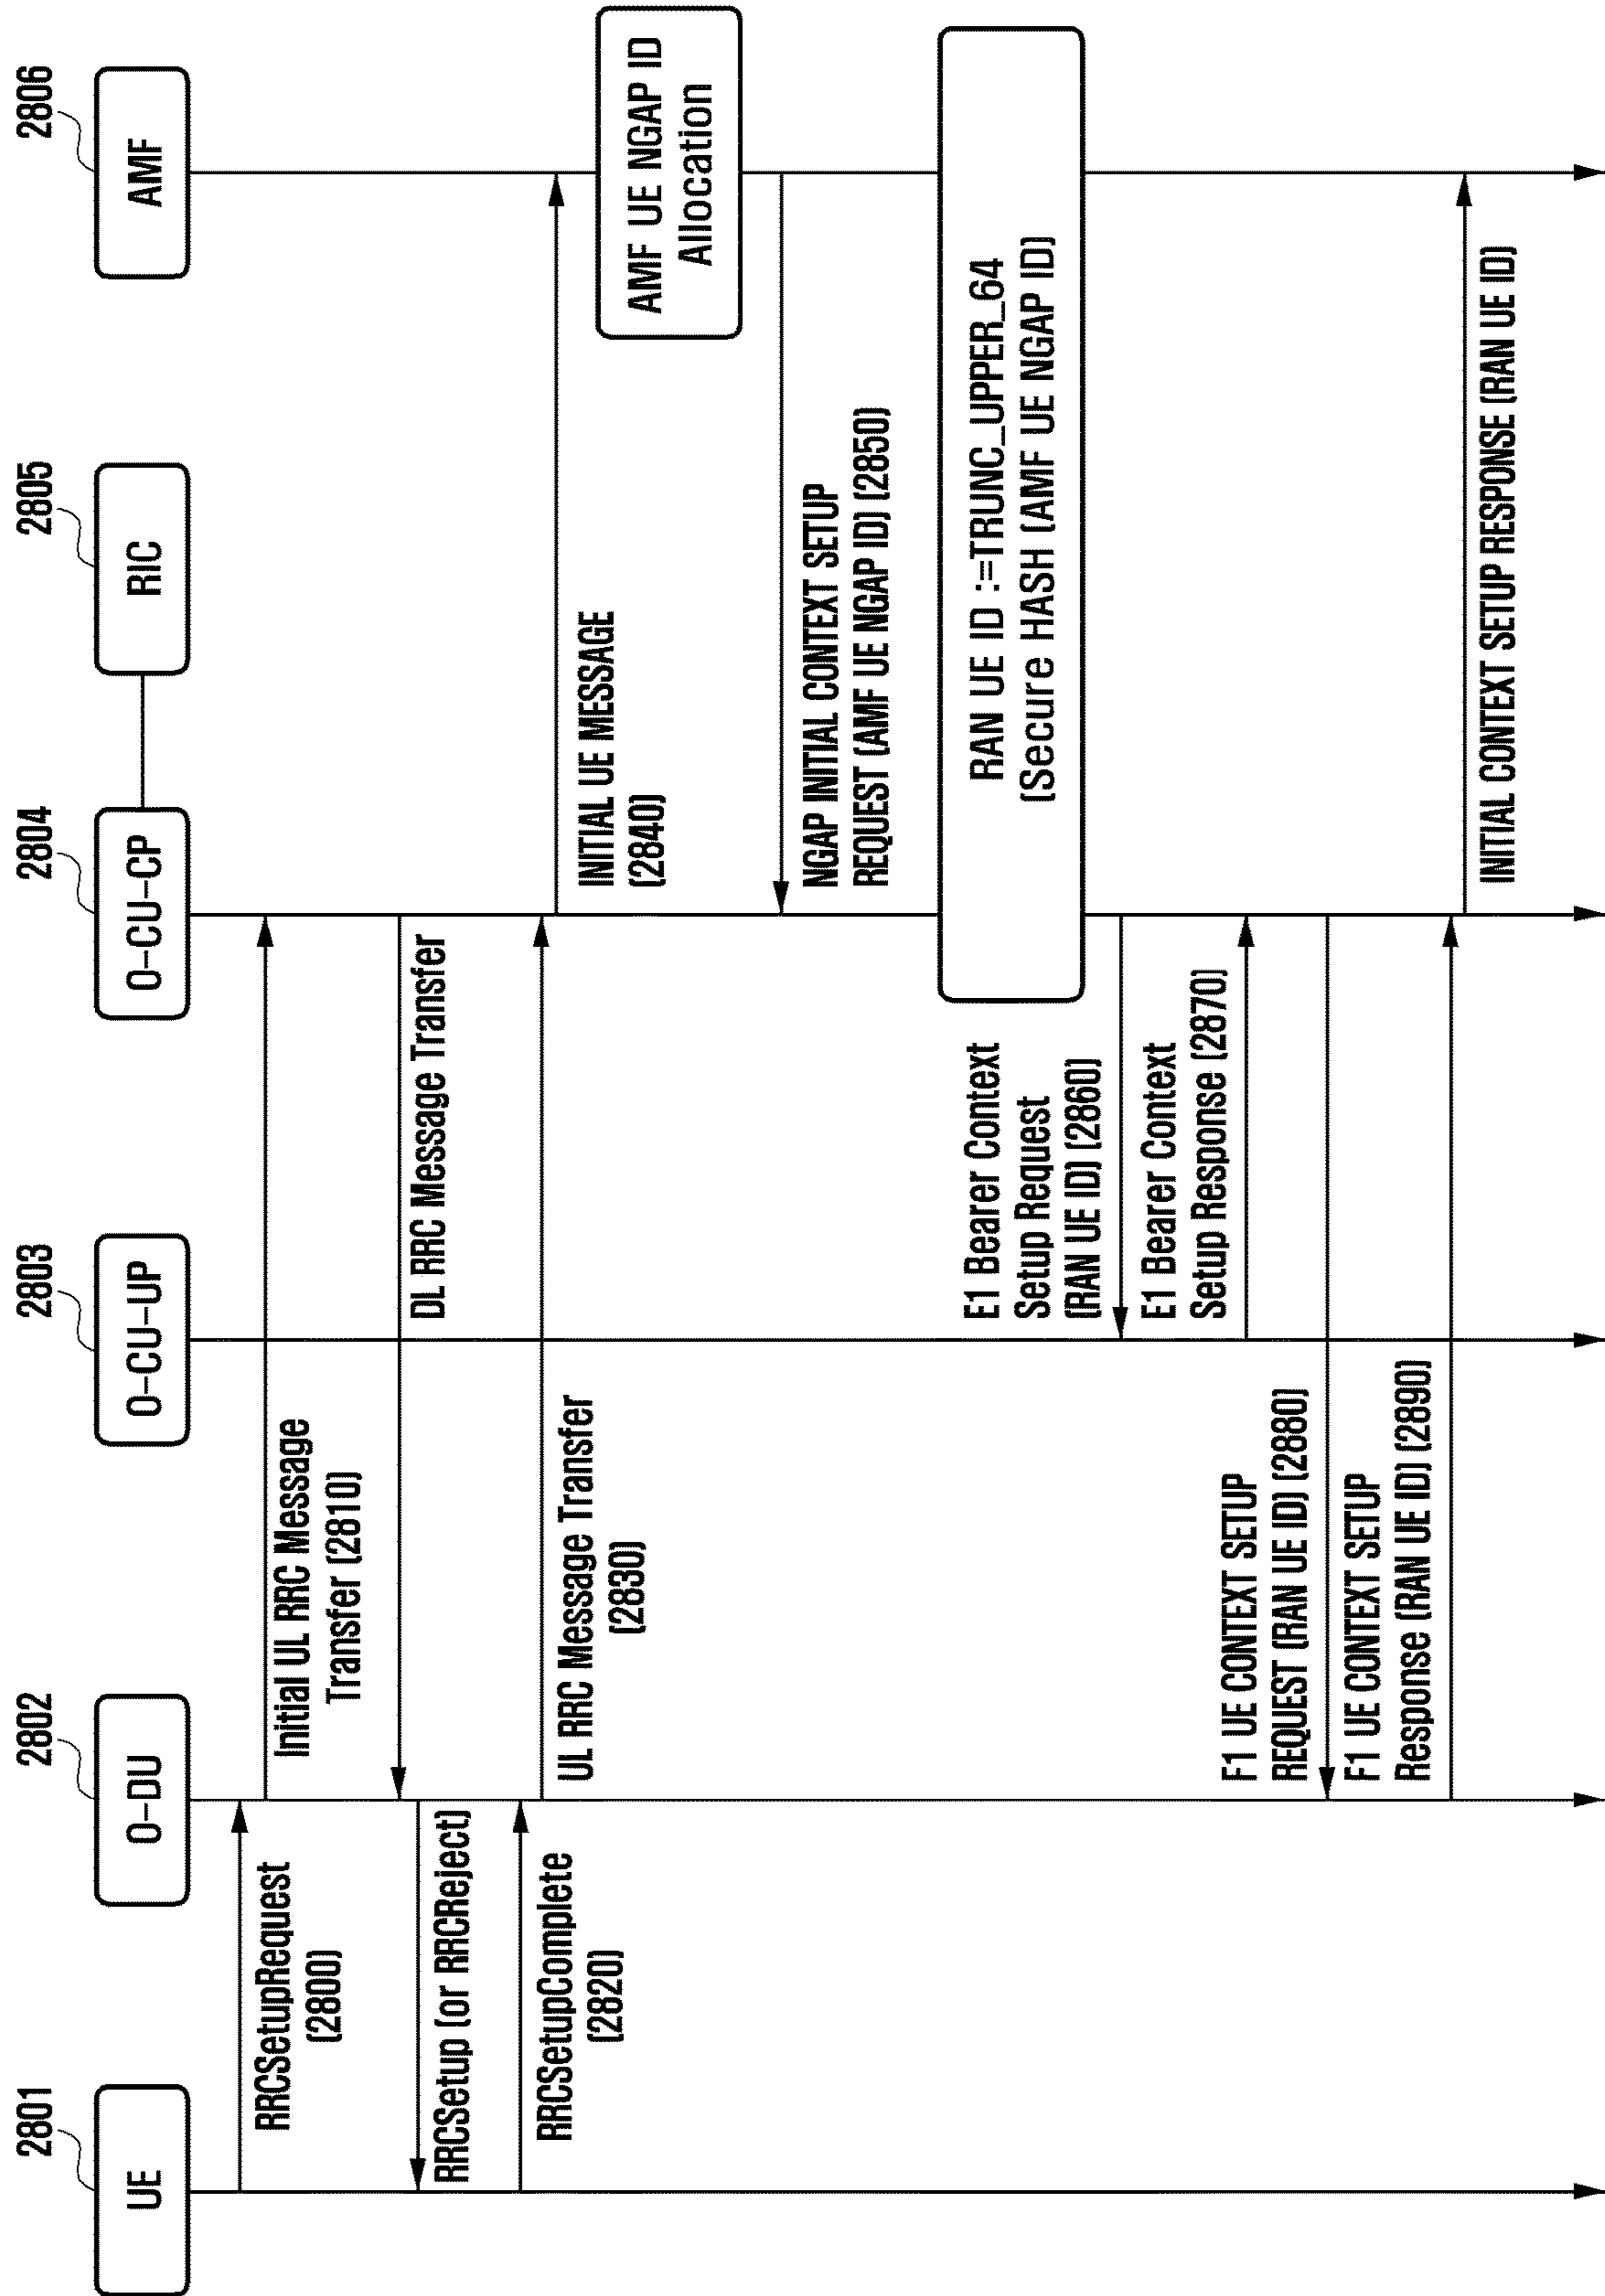 2801
2802
2803
2804
2805
2806
UE
O-DU
O-CU-UP
O-CU-CP
RIC
AMF
RRCSetupRequest
(2800)
Initial UL RRC Message
Transfer (2810)
DL RRC Message Transfer
RRCSetup (or RRCReject)
RRCSetupComplete
(2820)
UL RRC Message Transfer
(2830)
INITIAL UE MESSAGE
(2840)
AMF UE NGAP ID
Allocation
NGAP INITIAL CONTEXT SETUP
REQUEST (AMF UE NGAP ID) (2850)
RAN UE ID :=TRUNC_UPPER_64
(Secure HASH (AMF UE NGAP ID)
E1 Bearer Context
Setup Request
(RAN UE ID) (2860)
E1 Bearer Context
Setup Response (2870)
F1 UE CONTEXT SETUP
REQUEST (RAN UE ID) (2880)
F1 UE CONTEXT SETUP
Response (RAN UE ID) (2890)
INITIAL CONTEXT SETUP RESPONSE (RAN UE ID)